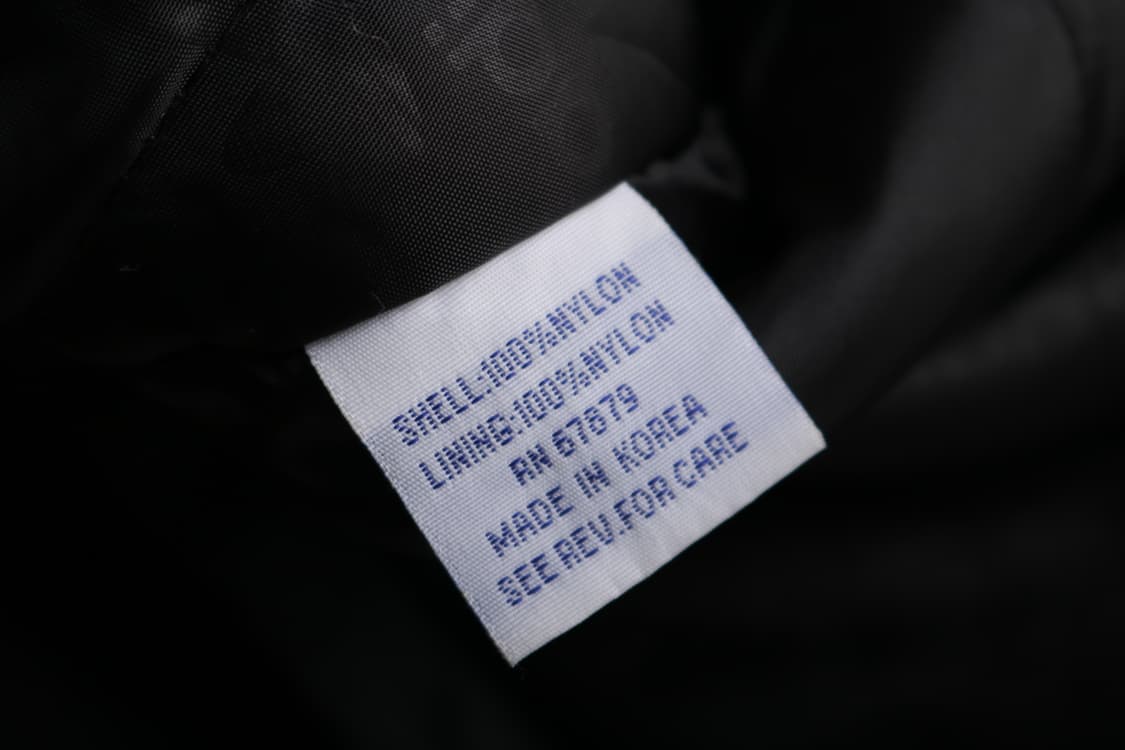 SHELL:100%NYLON
LINING:100%NYLON
RN 67879
MADE IN KOREA
SEE REV.FOR CARE